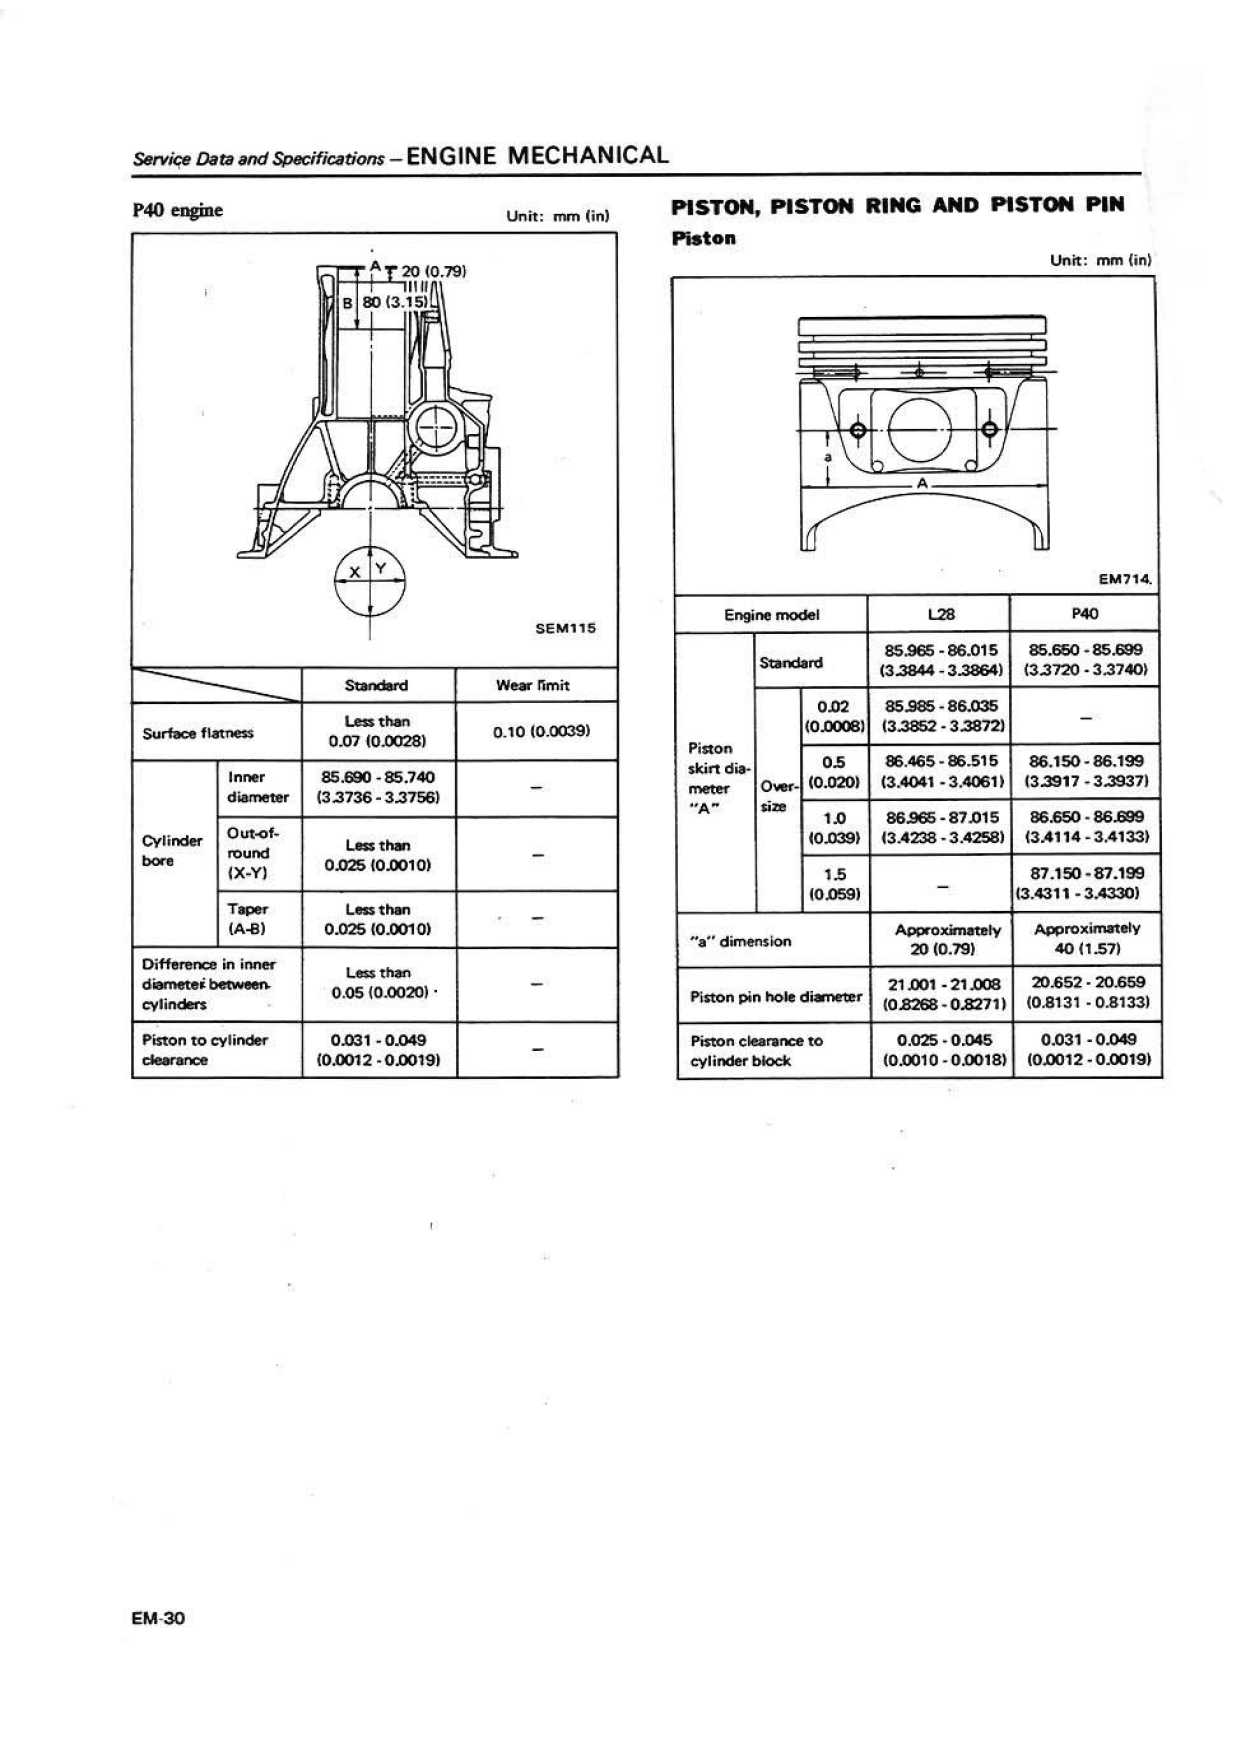 Service Data and Specifications – ENGINE MECHANICAL
P40 engine
Unit: mm (in)
A
20 (0.79)
B
80 (3.15)
X
Y
SEM115
Standard
Wear limit
Surface flatness
Less than
0.07 (0.0028)
0.10 (0.0039)
Cylinder
bore
Inner
diameter
85.690 - 85.740
(3.3736 - 3.3756)
–
Out-of-
round
(X-Y)
Less than
0.025 (0.0010)
–
Taper
(A-B)
Less than
0.025 (0.0010)
–
Difference in inner
diameter between
cylinders
Less than
0.05 (0.0020)
–
Piston to cylinder
clearance
0.031 - 0.049
(0.0012 - 0.0019)
–
PISTON, PISTON RING AND PISTON PIN
Piston
Unit: mm (in)
a
A
EM714.
Engine model
L28
P40
Piston
skirt dia-
meter
"A"
Standard
85.965 - 86.015
(3.3844 - 3.3864)
85.650 - 85.699
(3.3720 - 3.3740)
Over-
size
0.02
(0.0008)
85.985 - 86.035
(3.3852 - 3.3872)
–
0.5
(0.020)
86.465 - 86.515
(3.4041 - 3.4061)
86.150 - 86.199
(3.3917 - 3.3937)
1.0
(0.039)
86.965 - 87.015
(3.4238 - 3.4258)
86.650 - 86.699
(3.4114 - 3.4133)
1.5
(0.059)
–
87.150 - 87.199
(3.4311 - 3.4330)
"a" dimension
Approximately
20 (0.79)
Approximately
40 (1.57)
Piston pin hole diameter
21.001 - 21.008
(0.8268 - 0.8271)
20.652 - 20.659
(0.8131 - 0.8133)
Piston clearance to
cylinder block
0.025 - 0.045
(0.0010 - 0.0018)
0.031 - 0.049
(0.0012 - 0.0019)
EM-30